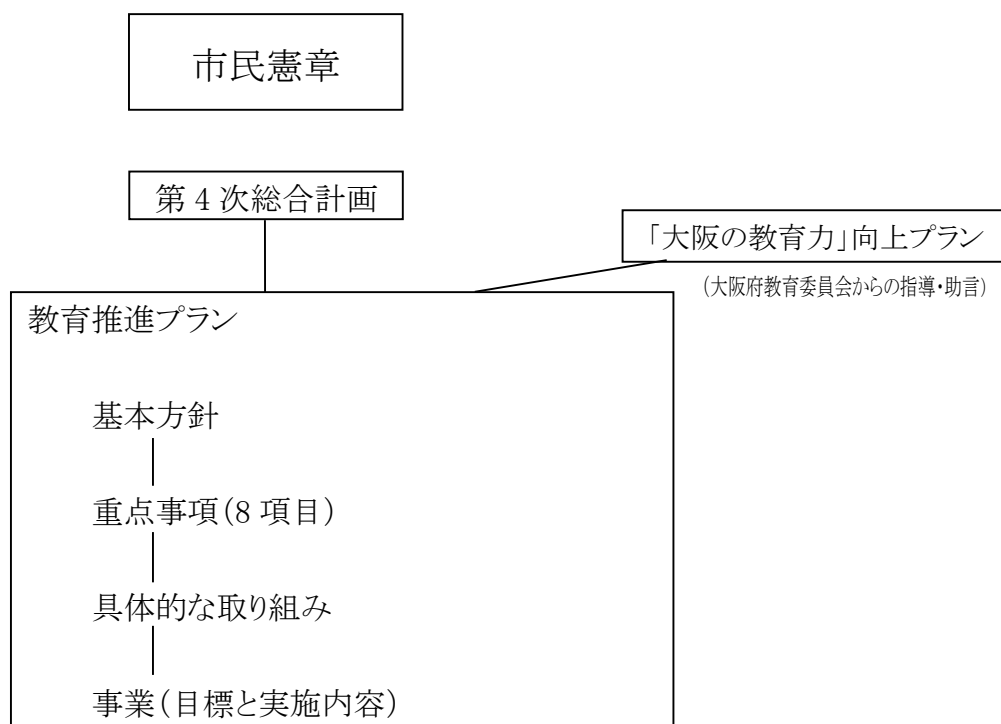 市民憲章
第4次総合計画
「大阪の教育力」向上プラン
(大阪府教育委員会からの指導・助言)
教育推進プラン
基本方針
重点事項(8項目)
具体的な取り組み
事業(目標と実施内容)